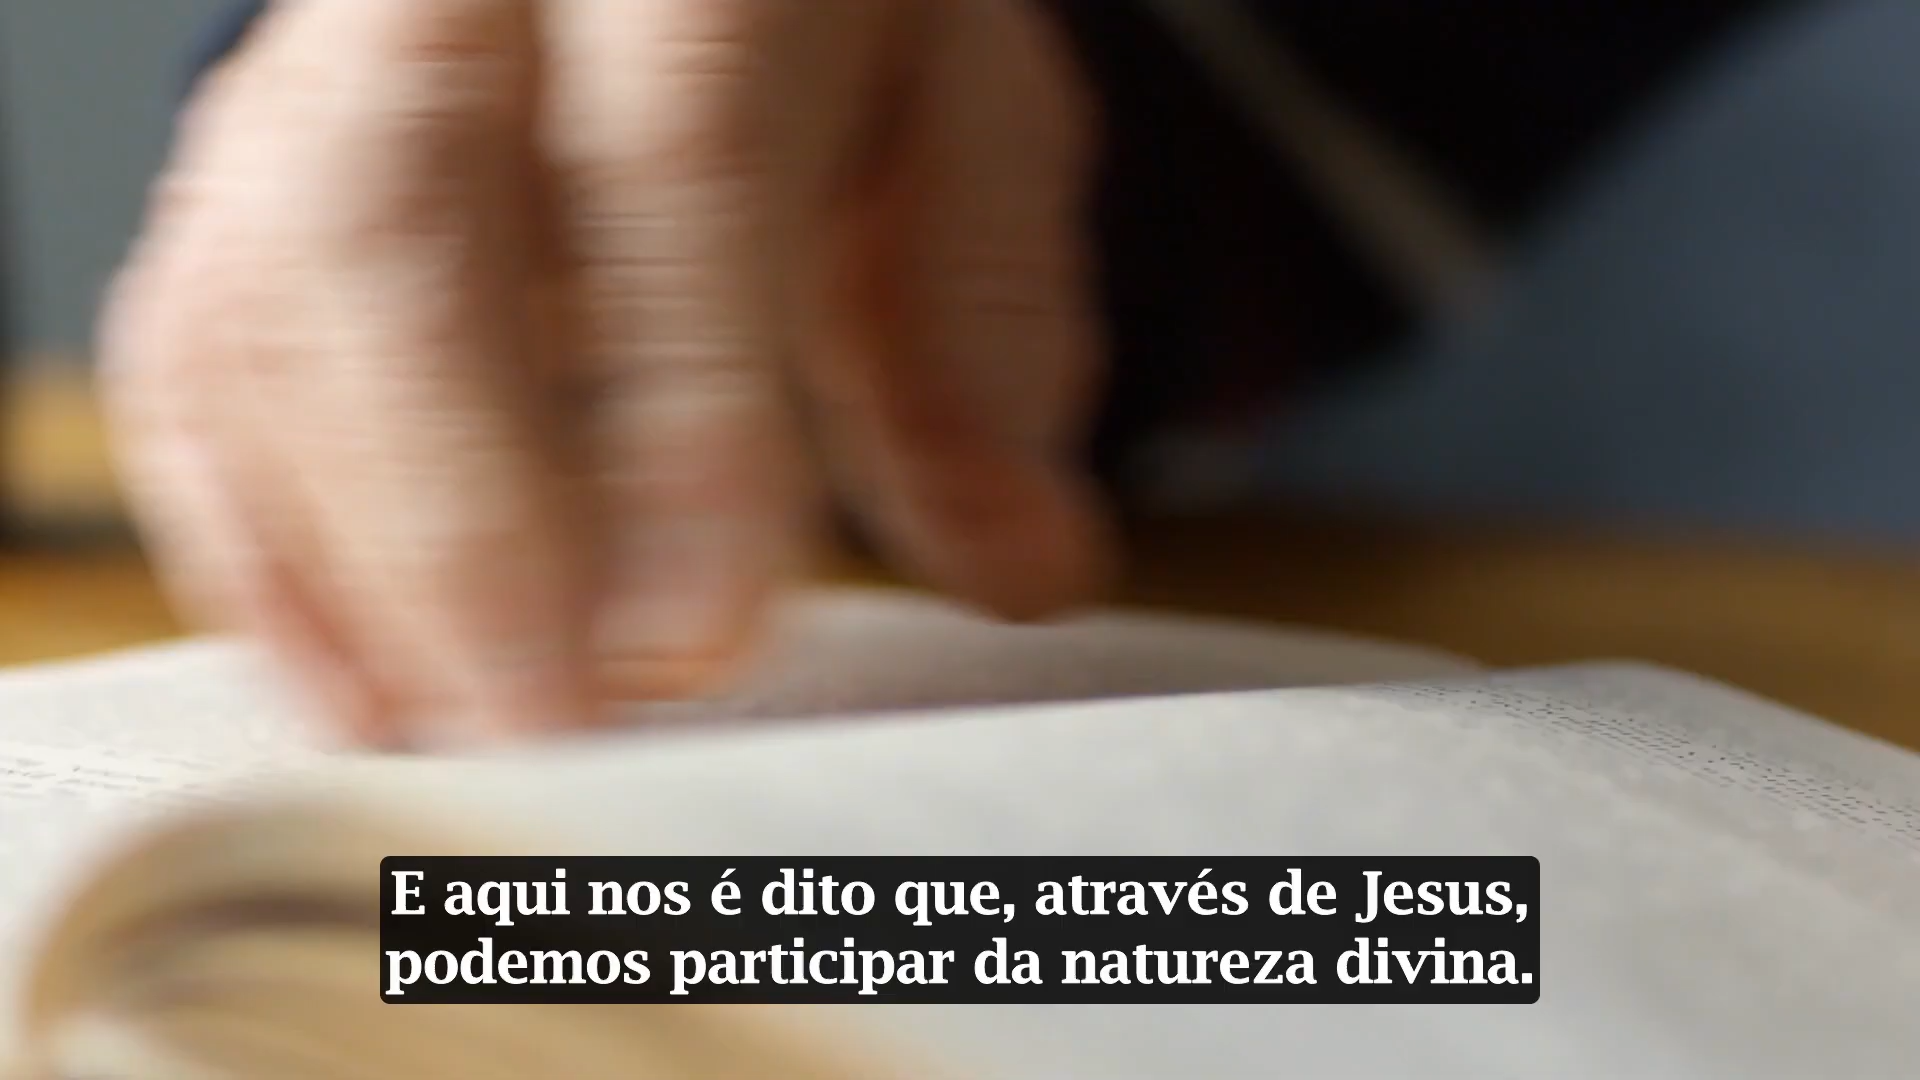 E aqui nos é dito que, através de Jesus,
podemos participar da natureza divina.